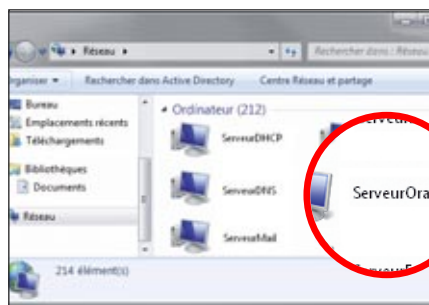 Réseau
Rechercher dans : Réseau
Organiser
Rechercher dans Active Directory
Centre Réseau et partage
Bureau
Emplacements récents
Téléchargements
Bibliothèques
Documents
Réseau
Ordinateur (212)
ServeurDHCP
ServeurDNS
ServeurOra
ServeurMail
214 élément(s)